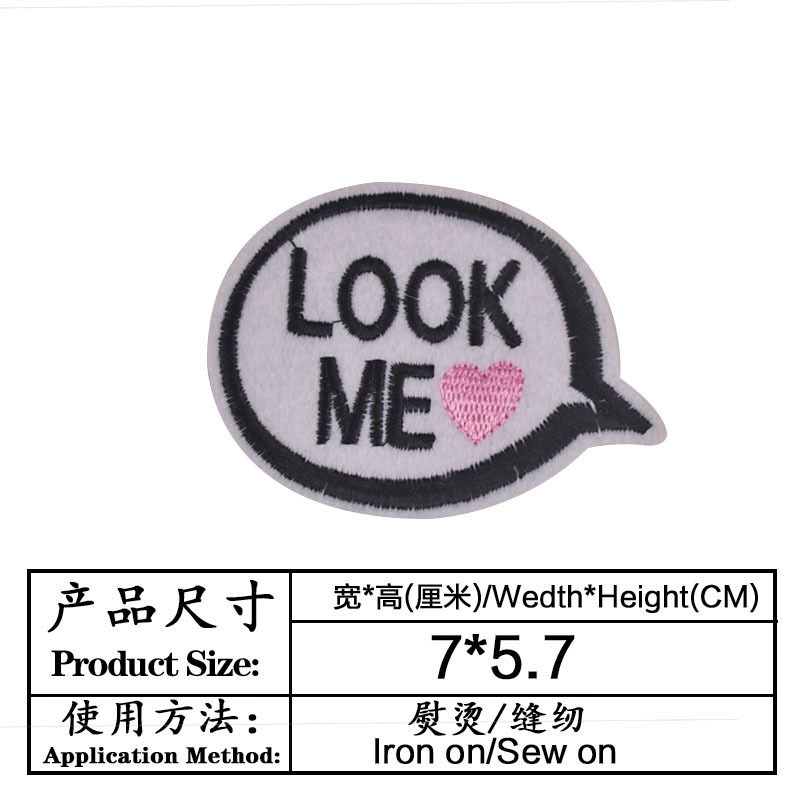 LOOK
ME
产品尺寸
Product Size:
宽*高(厘米)/Wedth*Height(CM)
7*5.7
使用方法:
Application Method:
熨烫/缝纫
Iron on/Sew on